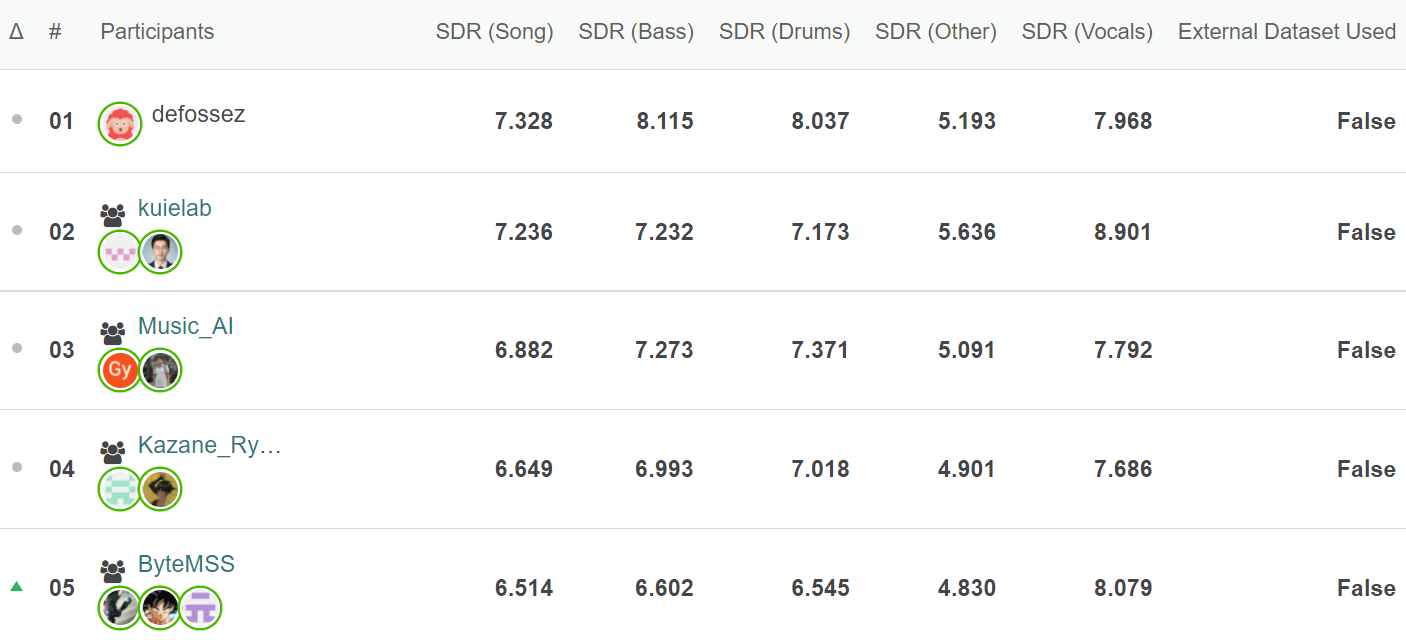 Δ # Participants SDR (Song) SDR (Bass) SDR (Drums) SDR (Other) SDR (Vocals) External Dataset Used
01 defossez 7.328 8.115 8.037 5.193 7.968 False
02 kuielab 7.236 7.232 7.173 5.636 8.901 False
03 Music_AI 6.882 7.273 7.371 5.091 7.792 False
Gy
04 Kazane_Ry… 6.649 6.993 7.018 4.901 7.686 False
05 ByteMSS 6.514 6.602 6.545 4.830 8.079 False